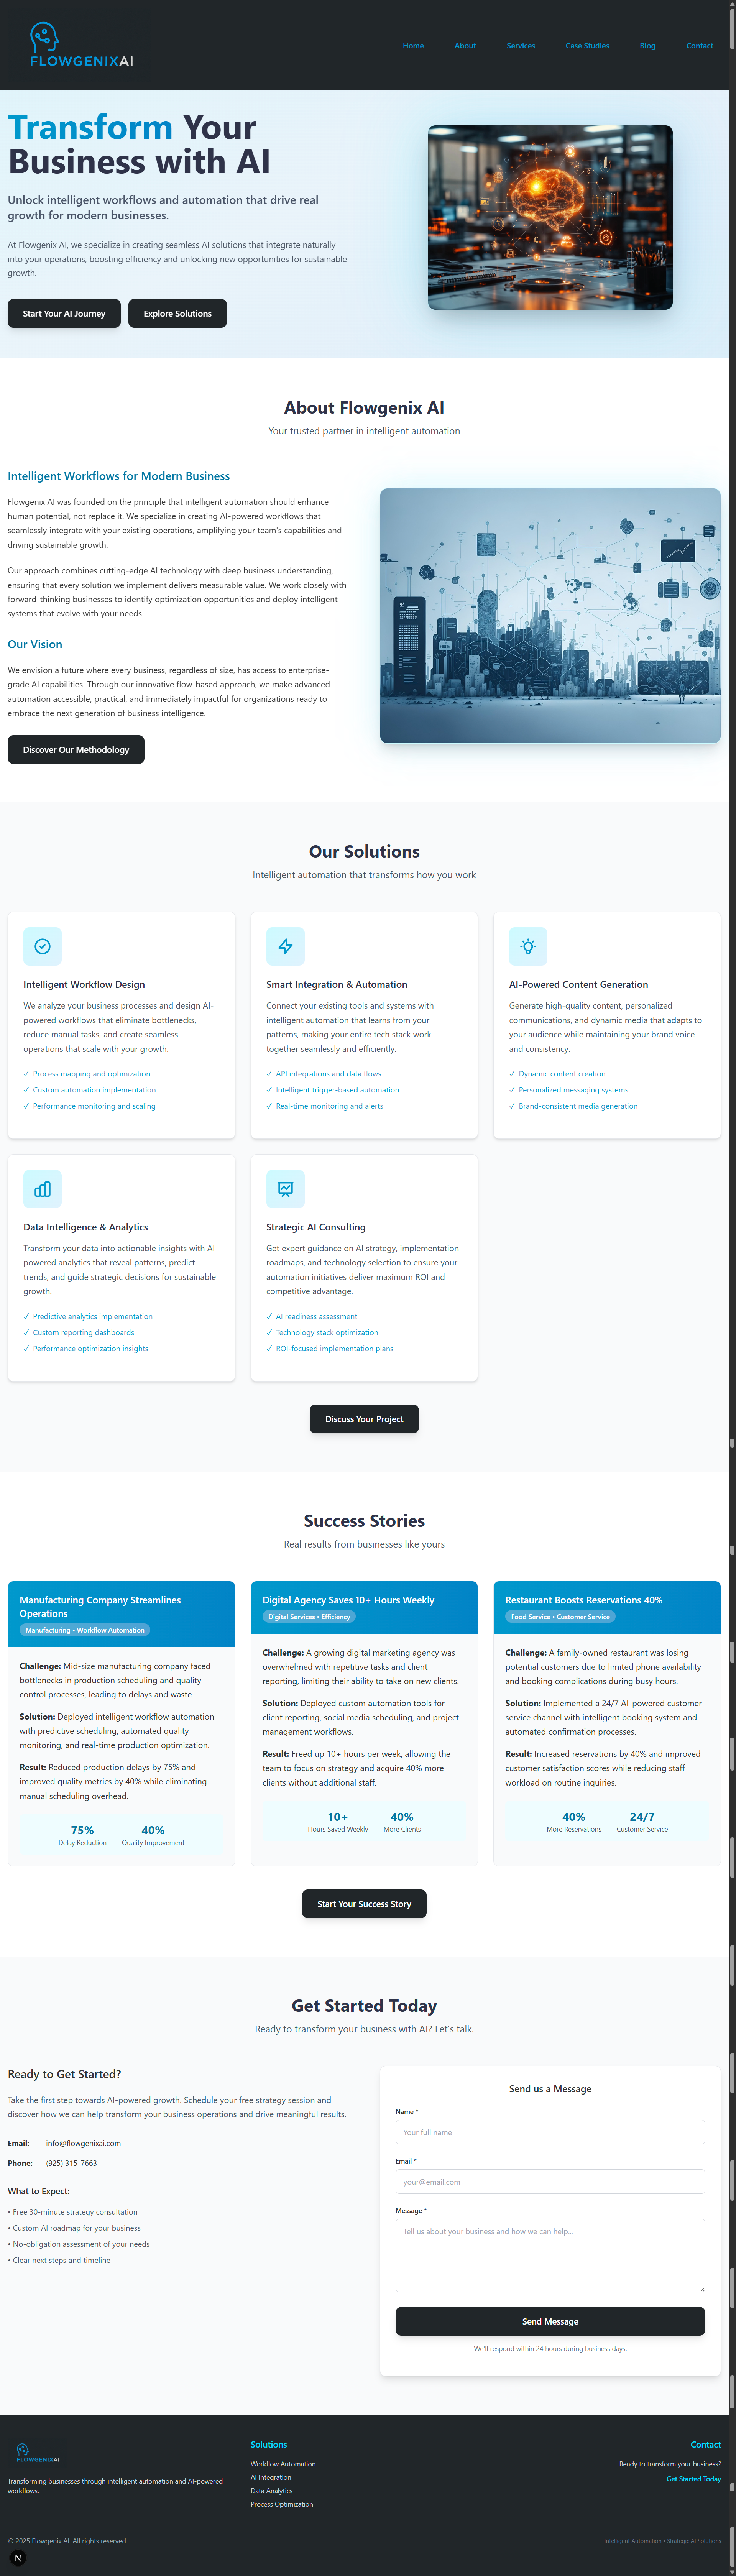 FLOWGENIXAI
Home
About
Services
Case Studies
Blog
Contact
Transform Your
Business with AI
Unlock intelligent workflows and automation that drive real
growth for modern businesses.
At Flowgenix AI, we specialize in creating seamless AI solutions that integrate naturally
into your operations, boosting efficiency and unlocking new opportunities for sustainable
growth.
Start Your AI Journey
Explore Solutions
About Flowgenix AI
Your trusted partner in intelligent automation
Intelligent Workflows for Modern Business
Flowgenix AI was founded on the principle that intelligent automation should enhance
human potential, not replace it. We specialize in creating AI-powered workflows that
seamlessly integrate with your existing operations, amplifying your team's capabilities and
driving sustainable growth.
Our approach combines cutting-edge AI technology with deep business understanding,
ensuring that every solution we implement delivers measurable value. We work closely with
forward-thinking businesses to identify optimization opportunities and deploy intelligent
systems that evolve with your needs.
Our Vision
We envision a future where every business, regardless of size, has access to enterprise-
grade AI capabilities. Through our innovative flow-based approach, we make advanced
automation accessible, practical, and immediately impactful for organizations ready to
embrace the next generation of business intelligence.
Discover Our Methodology
Our Solutions
Intelligent automation that transforms how you work
Intelligent Workflow Design
We analyze your business processes and design AI-
powered workflows that eliminate bottlenecks,
reduce manual tasks, and create seamless
operations that scale with your growth.
✓ Process mapping and optimization
✓ Custom automation implementation
✓ Performance monitoring and scaling
Smart Integration & Automation
Connect your existing tools and systems with
intelligent automation that learns from your
patterns, making your entire tech stack work
together seamlessly and efficiently.
✓ API integrations and data flows
✓ Intelligent trigger-based automation
✓ Real-time monitoring and alerts
AI-Powered Content Generation
Generate high-quality content, personalized
communications, and dynamic media that adapts to
your audience while maintaining your brand voice
and consistency.
✓ Dynamic content creation
✓ Personalized messaging systems
✓ Brand-consistent media generation
Data Intelligence & Analytics
Transform your data into actionable insights with AI-
powered analytics that reveal patterns, predict
trends, and guide strategic decisions for sustainable
growth.
✓ Predictive analytics implementation
✓ Custom reporting dashboards
✓ Performance optimization insights
Strategic AI Consulting
Get expert guidance on AI strategy, implementation
roadmaps, and technology selection to ensure your
automation initiatives deliver maximum ROI and
competitive advantage.
✓ AI readiness assessment
✓ Technology stack optimization
✓ ROI-focused implementation plans
Discuss Your Project
Success Stories
Real results from businesses like yours
Manufacturing Company Streamlines
Operations
Manufacturing • Workflow Automation
Challenge: Mid-size manufacturing company faced
bottlenecks in production scheduling and quality
control processes, leading to delays and waste.
Solution: Deployed intelligent workflow automation
with predictive scheduling, automated quality
monitoring, and real-time production optimization.
Result: Reduced production delays by 75% and
improved quality metrics by 40% while eliminating
manual scheduling overhead.
75%
Delay Reduction
40%
Quality Improvement
Digital Agency Saves 10+ Hours Weekly
Digital Services • Efficiency
Challenge: A growing digital marketing agency was
overwhelmed with repetitive tasks and client
reporting, limiting their ability to take on new clients.
Solution: Deployed custom automation tools for
client reporting, social media scheduling, and project
management workflows.
Result: Freed up 10+ hours per week, allowing the
team to focus on strategy and acquire 40% more
clients without additional staff.
10+
Hours Saved Weekly
40%
More Clients
Restaurant Boosts Reservations 40%
Food Service • Customer Service
Challenge: A family-owned restaurant was losing
potential customers due to limited phone availability
and booking complications during busy hours.
Solution: Implemented a 24/7 AI-powered customer
service channel with intelligent booking system and
automated confirmation processes.
Result: Increased reservations by 40% and improved
customer satisfaction scores while reducing staff
workload on routine inquiries.
40%
More Reservations
24/7
Customer Service
Start Your Success Story
Get Started Today
Ready to transform your business with AI? Let's talk.
Ready to Get Started?
Take the first step towards AI-powered growth. Schedule your free strategy session and
discover how we can help transform your business operations and drive meaningful results.
Email: info@flowgenixai.com
Phone: (925) 315-7663
What to Expect:
• Free 30-minute strategy consultation
• Custom AI roadmap for your business
• No-obligation assessment of your needs
• Clear next steps and timeline
Send us a Message
Name *
Your full name
Email *
your@email.com
Message *
Tell us about your business and how we can help...
Send Message
We'll respond within 24 hours during business days.
FLOWGENIXAI
Transforming businesses through intelligent automation and AI-powered
workflows.
Solutions
Workflow Automation
AI Integration
Data Analytics
Process Optimization
Contact
Ready to transform your business?
Get Started Today
© 2025 Flowgenix AI. All rights reserved.
Intelligent Automation • Strategic AI Solutions
N